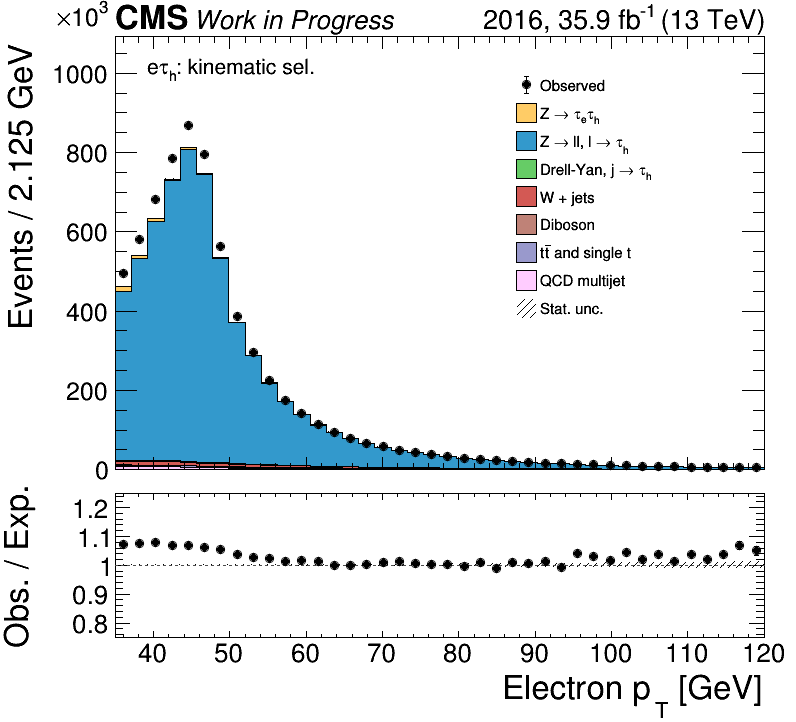 ×10³
CMS Work in Progress
2016, 35.9 fb⁻¹ (13 TeV)
eτₕ: kinematic sel.
Events / 2.125 GeV
1000
800
600
400
200
0
Observed
Z → τₑτₕ
Z → ll, l → τₕ
Drell-Yan, j → τₕ
W + jets
Diboson
tt̄ and single t
QCD multijet
Stat. unc.
Obs. / Exp.
1.2
1.1
1
0.9
0.8
40 50 60 70 80 90 100 110 120
Electron p_T [GeV]